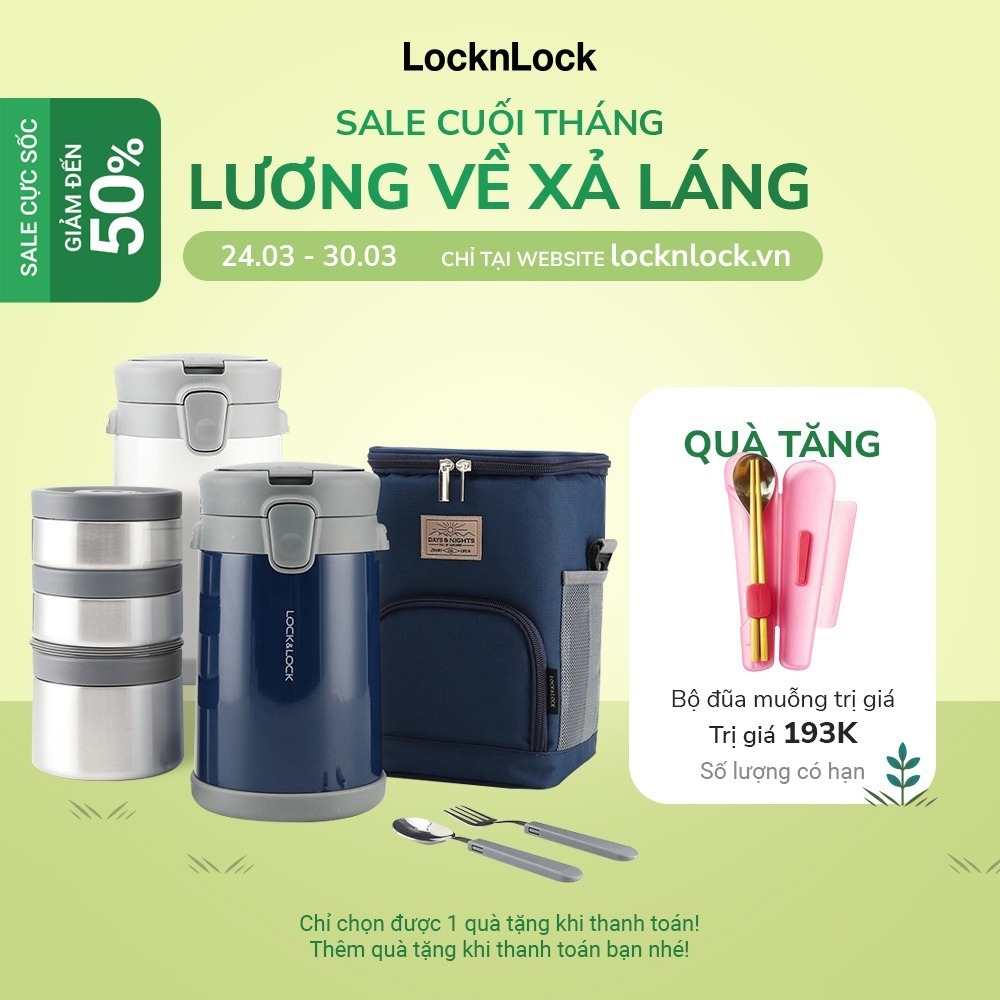 LocknLock
SALE CUỐI THÁNG
LƯƠNG VỀ XẢ LÁNG
24.03 - 30.03 CHỈ TẠI WEBSITE locknlock.vn
SALE CỰC SỐC
GIẢM ĐẾN
50%
QUÀ TẶNG
DAYS & NIGHTS
LOCK&LOCK
LOCK&LOCK
Bộ đũa muỗng trị giá
Trị giá 193K
Số lượng có hạn
Chỉ chọn được 1 quà tặng khi thanh toán!
Thêm quà tặng khi thanh toán bạn nhé!